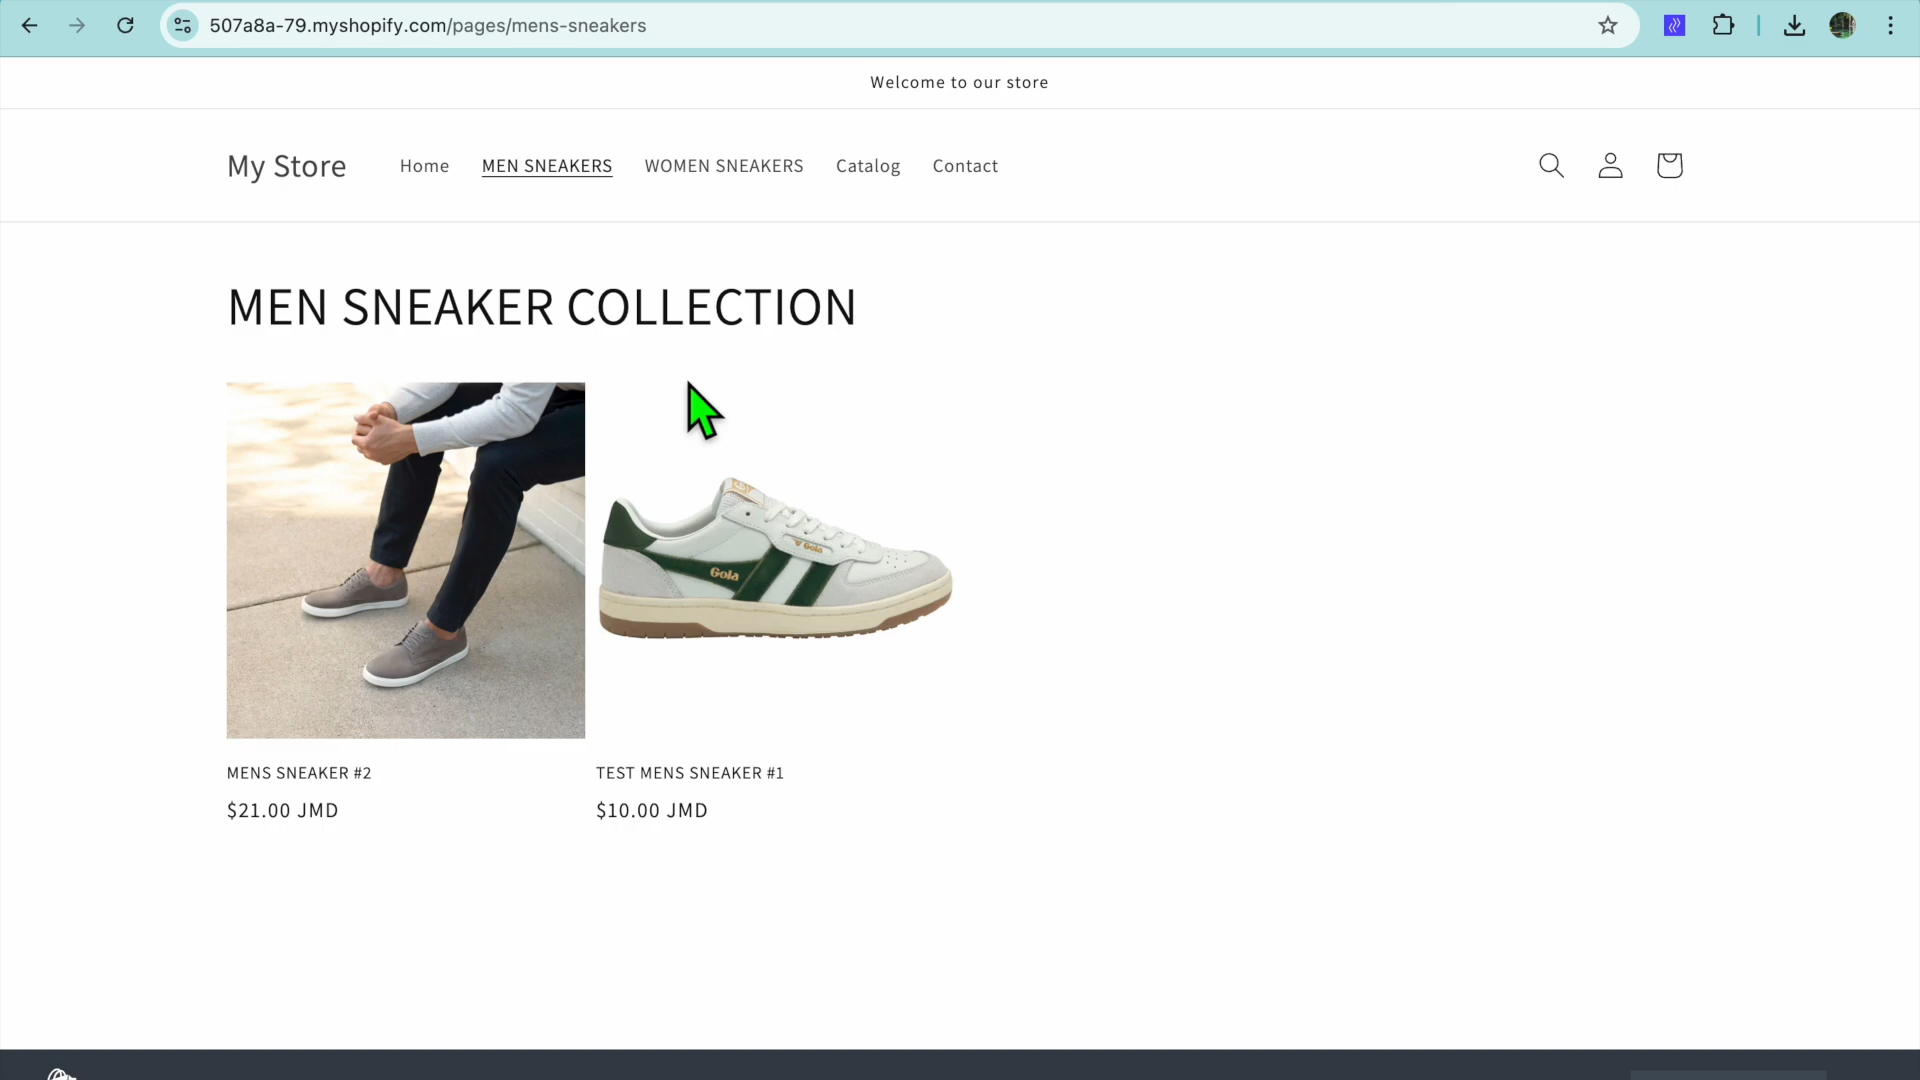 507a8a-79.myshopify.com/pages/mens-sneakers
Welcome to our store
My Store
Home
MEN SNEAKERS
WOMEN SNEAKERS
Catalog
Contact
MEN SNEAKER COLLECTION
Gola
Gola
MENS SNEAKER #2
$21.00 JMD
TEST MENS SNEAKER #1
$10.00 JMD